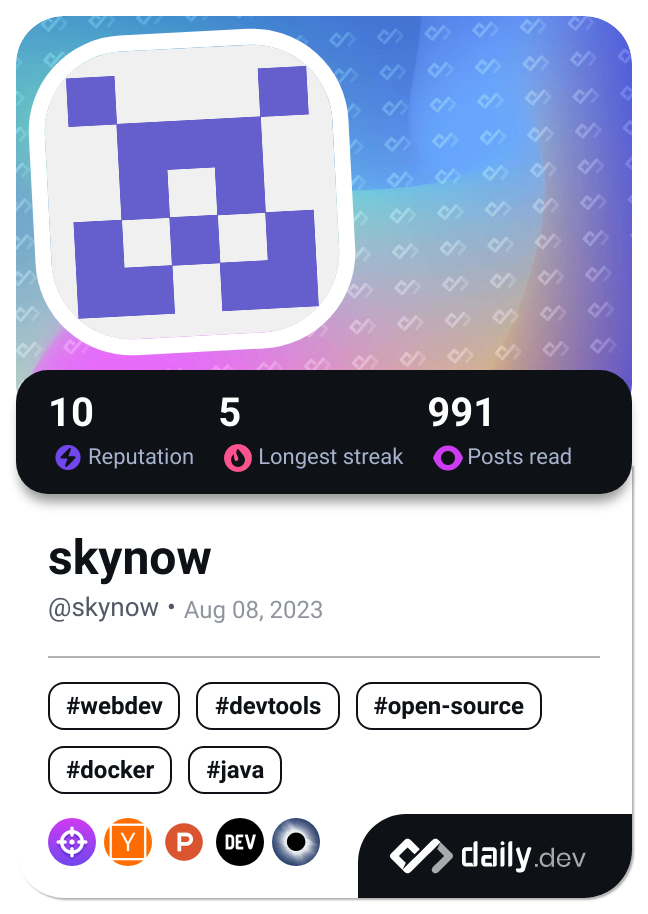 10 5 991
Reputation Longest streak Posts read
skynow
@skynow • Aug 08, 2023
#webdev #devtools #open-source
#docker #java
Y P DEV
daily.dev